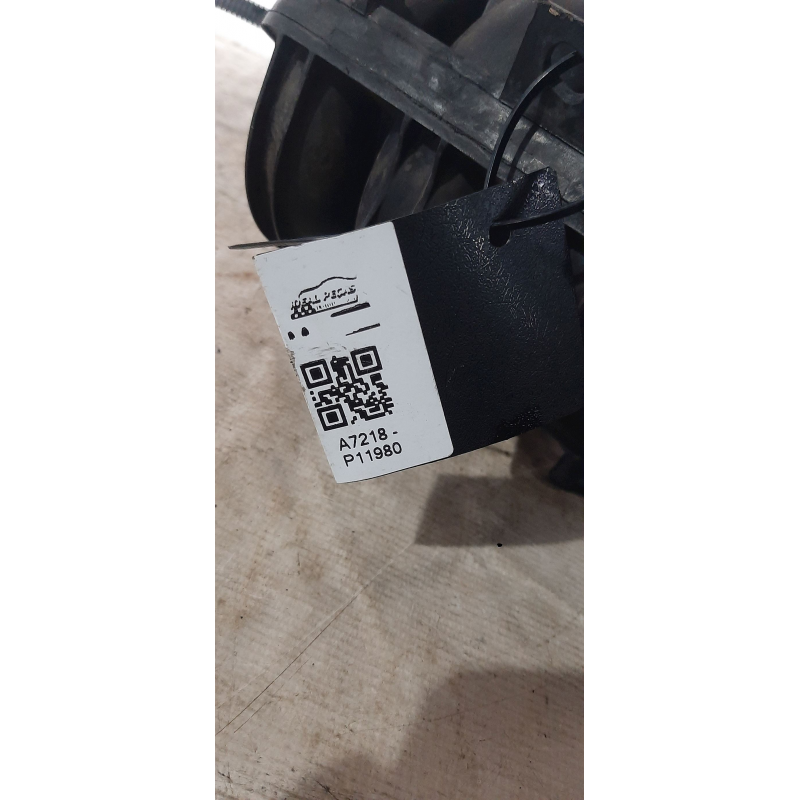 IDEAL PEÇAS
A7218 -
P11980